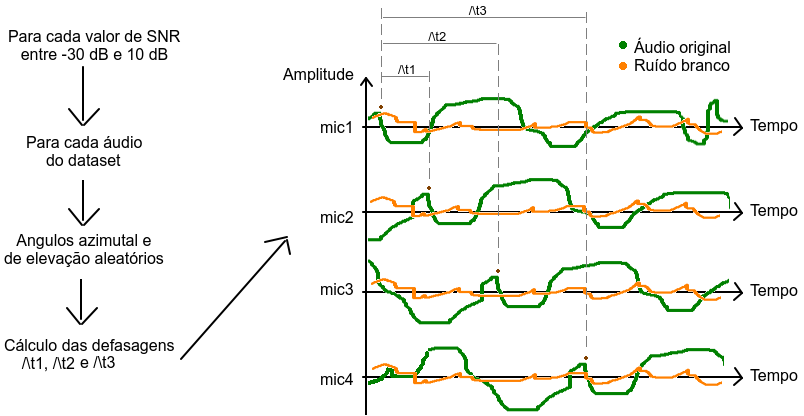 Para cada valor de SNR
entre -30 dB e 10 dB
Para cada áudio
do dataset
Angulos azimutal e
de elevação aleatórios
Cálculo das defasagens
/\t1, /\t2 e /\t3
/\t3
/\t2
/\t1
Áudio original
Ruído branco
Amplitude
mic1
Tempo
mic2
Tempo
mic3
Tempo
mic4
Tempo